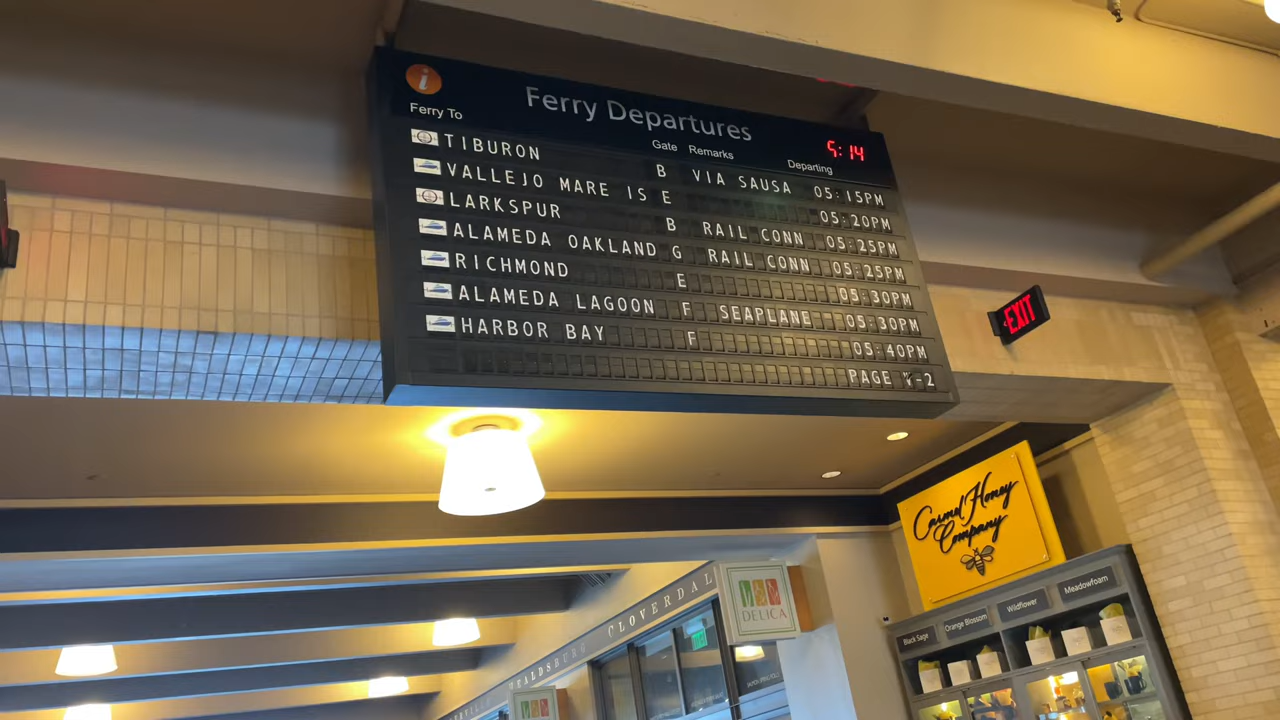 i
Ferry Departures
Ferry To Gate Remarks Departing 5:14
TIBURON B VIA SAUSA 05:15PM
VALLEJO MARE IS E 05:20PM
LARKSPUR B RAIL CONN 05:25PM
ALAMEDA OAKLAND G RAIL CONN 05:25PM
RICHMOND E 05:30PM
ALAMEDA LAGOON F SEAPLANE 05:30PM
HARBOR BAY F 05:40PM
PAGE -2
EXIT
Carmel Honey
Company
Black Sage Orange Blossom Wildflower Meadowfoam
DELICA
HEALDSBURG CLOVERDAL